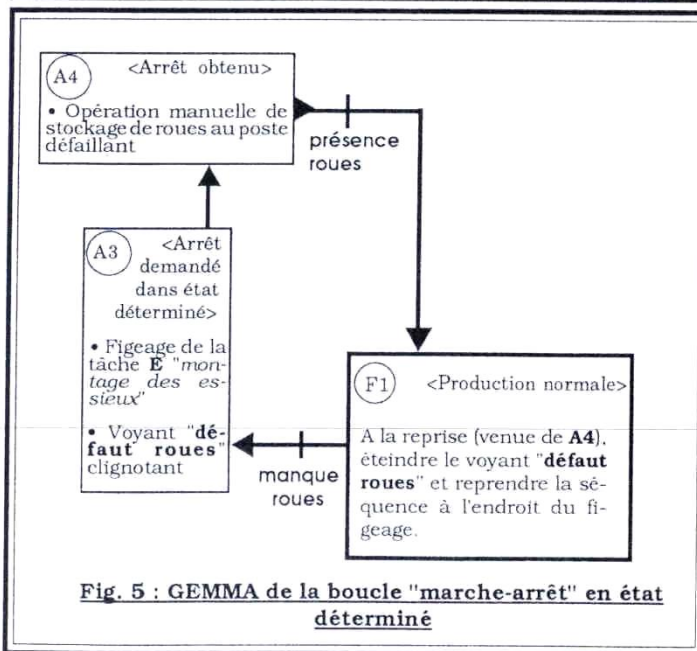 A4
<Arrêt obtenu>
• Opération manuelle de
stockage de roues au poste
défaillant
présence
roues
A3
<Arrêt
demandé
dans état
déterminé>
• Figeage de la
tâche E "mon-
tage des es-
sieux"
• Voyant "dé-
faut roues"
clignotant
manque
roues
F1
<Production normale>
A la reprise (venue de A4),
éteindre le voyant "défaut
roues" et reprendre la sé-
quence à l'endroit du fi-
geage.
Fig. 5 : GEMMA de la boucle "marche-arrêt" en état
déterminé